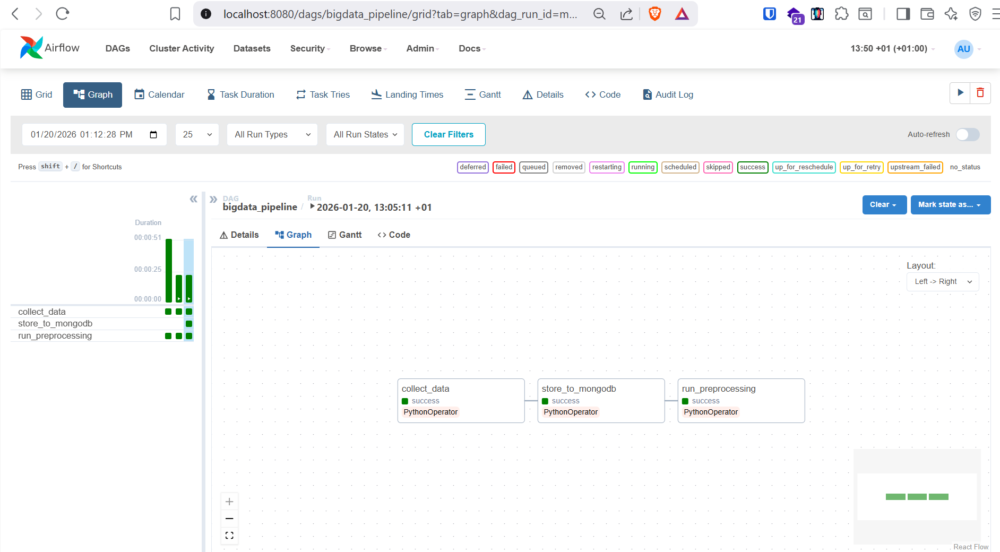 localhost:8080/dags/bigdata_pipeline/grid?tab=graph&dag_run_id=m...
21
Airflow
DAGs
Cluster Activity
Datasets
Security
Browse
Admin
Docs
13:50 +01 (+01:00)
AU
Grid
Graph
Calendar
Task Duration
Task Tries
Landing Times
Gantt
Details
Code
Audit Log
01/20/2026 01:12:28 PM
25
All Run Types
All Run States
Clear Filters
Auto-refresh
Press shift + / for Shortcuts
deferred
failed
queued
removed
restarting
running
scheduled
skipped
success
up_for_reschedule
up_for_retry
upstream_failed
no_status
DAG
bigdata_pipeline
/
Run
2026-01-20, 13:05:11 +01
Clear
Mark state as...
Duration
00:00:51
00:00:25
00:00:00
collect_data
store_to_mongodb
run_preprocessing
Details
Graph
Gantt
Code
Layout:
Left -> Right
collect_data
success
PythonOperator
store_to_mongodb
success
PythonOperator
run_preprocessing
success
PythonOperator
React Flow